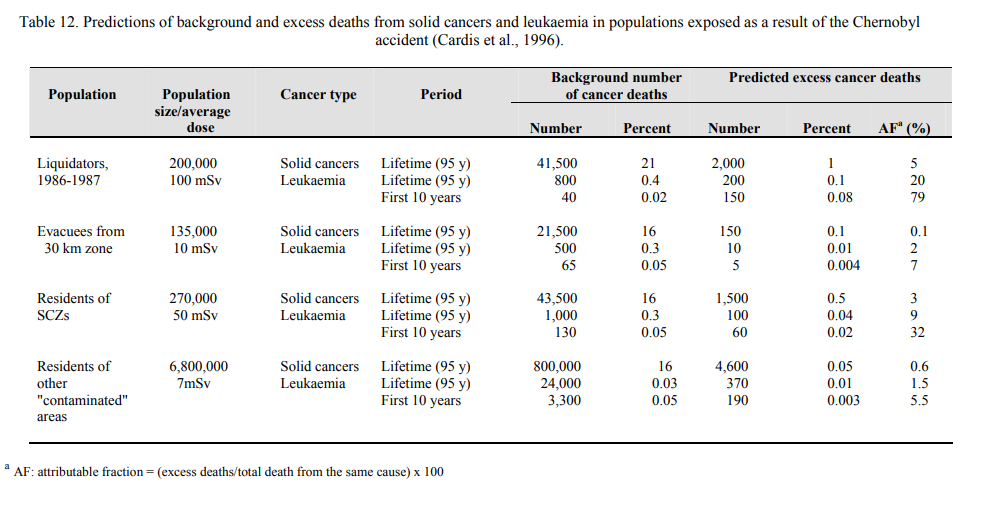 Table 12. Predictions of background and excess deaths from solid cancers and leukaemia in populations exposed as a result of the Chernobyl
accident (Cardis et al., 1996).
Background number Predicted excess cancer deaths
Population Population Cancer type Period of cancer deaths
size/average
dose Number Percent Number Percent AFᵃ (%)
Liquidators, 200,000 Solid cancers Lifetime (95 y) 41,500 21 2,000 1 5
1986-1987 100 mSv Leukaemia Lifetime (95 y) 800 0.4 200 0.1 20
First 10 years 40 0.02 150 0.08 79
Evacuees from 135,000 Solid cancers Lifetime (95 y) 21,500 16 150 0.1 0.1
30 km zone 10 mSv Leukaemia Lifetime (95 y) 500 0.3 10 0.01 2
First 10 years 65 0.05 5 0.004 7
Residents of 270,000 Solid cancers Lifetime (95 y) 43,500 16 1,500 0.5 3
SCZs 50 mSv Leukaemia Lifetime (95 y) 1,000 0.3 100 0.04 9
First 10 years 130 0.05 60 0.02 32
Residents of 6,800,000 Solid cancers Lifetime (95 y) 800,000 16 4,600 0.05 0.6
other 7mSv Leukaemia Lifetime (95 y) 24,000 0.03 370 0.01 1.5
"contaminated" First 10 years 3,300 0.05 190 0.003 5.5
areas
ᵃ AF: attributable fraction = (excess deaths/total death from the same cause) x 100